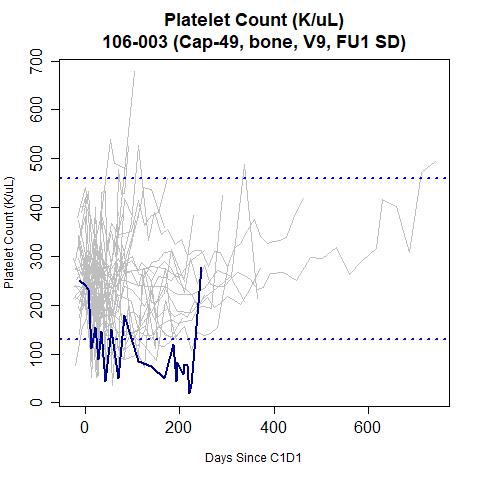 Platelet Count (K/uL)
106-003 (Cap-49, bone, V9, FU1 SD)
Platelet Count (K/uL)
700
600
500
400
300
200
100
0
0 200 400 600
Days Since C1D1